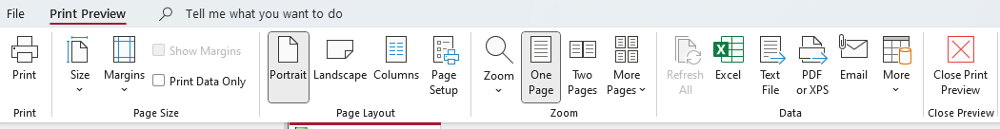 File Print Preview Tell me what you want to do
Print Size Margins Show Margins Print Data Only Portrait Landscape Columns Page Setup Zoom One Page Two Pages More Pages Refresh All Excel Text File PDF or XPS Email More Close Print Preview
Print Page Size Page Layout Zoom Data Close Preview